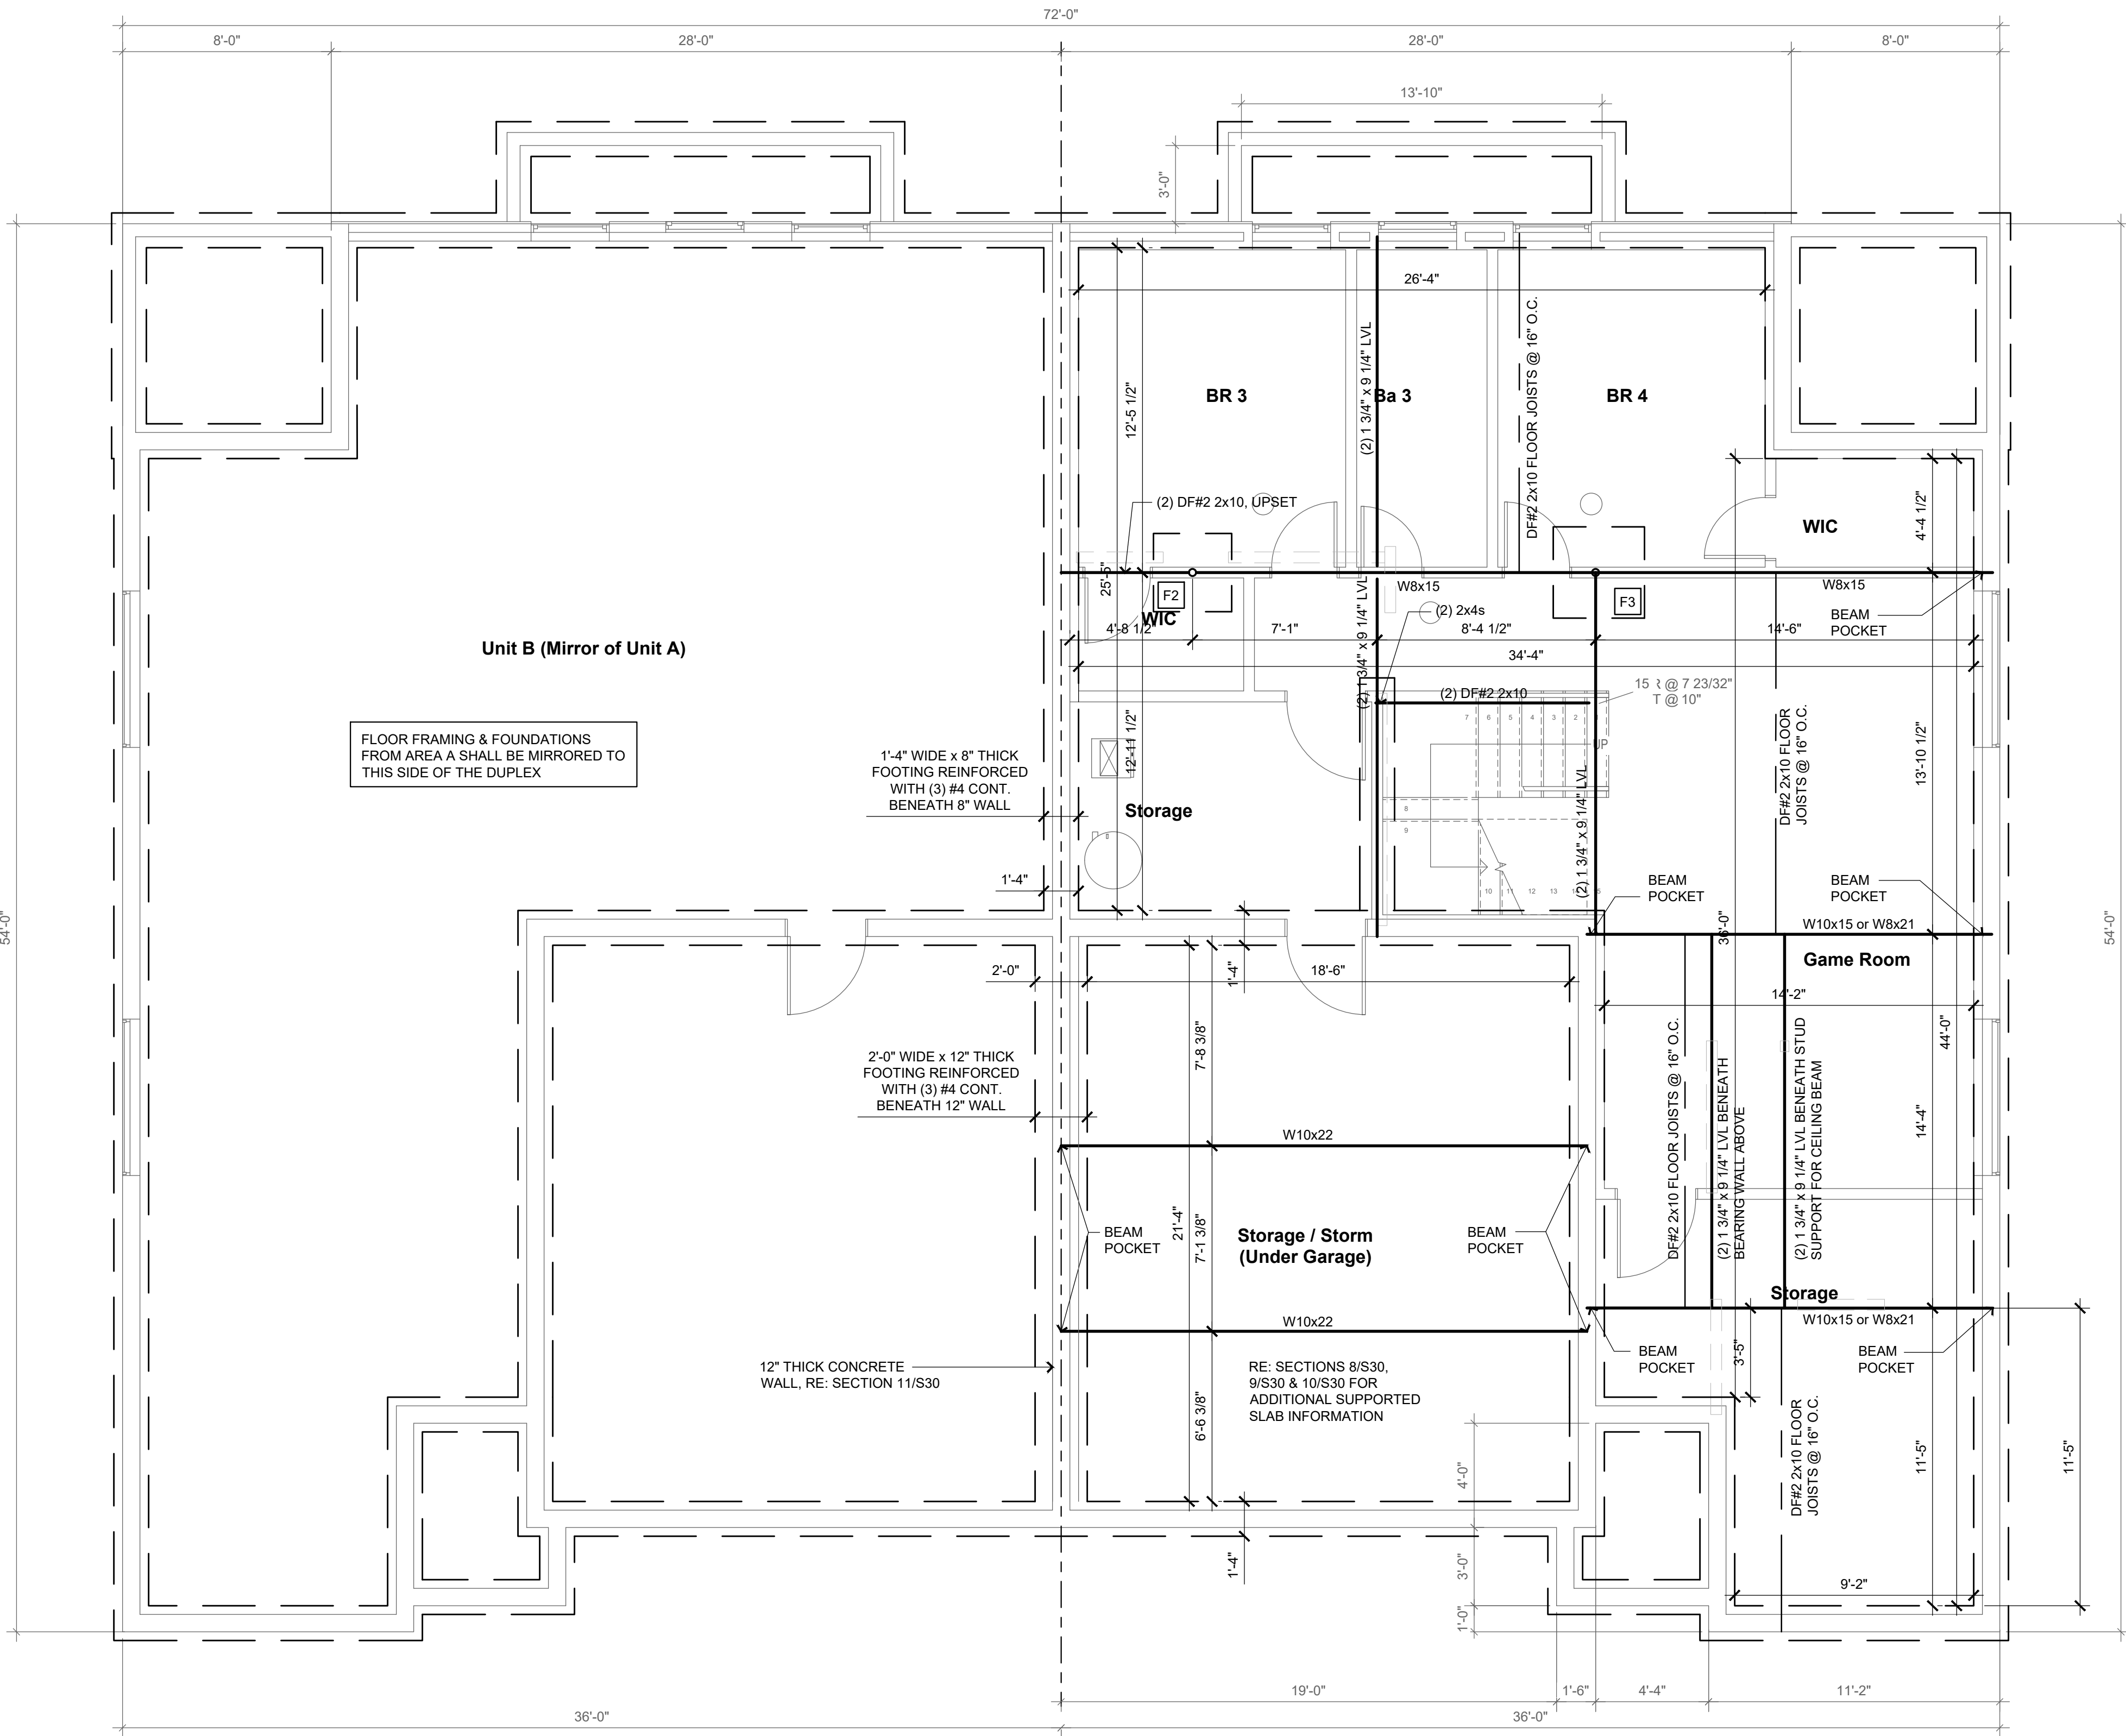 72'-0"
8'-0"
28'-0"
28'-0"
8'-0"
13'-10"
3'-0"
26'-4"
(2) 1 3/4" x 9 1/4" LVL
DF#2 2x10 FLOOR JOISTS @ 16" O.C.
BR 3
Ba 3
BR 4
12'-5 1/2"
(2) DF#2 2x10, UPSET
WIC
4'-4 1/2"
25'-5"
F2
WIC
W8x15
(2) 2x4s
F3
W8x15
BEAM
POCKET
4'-8 1/2"
7'-1"
8'-4 1/2"
14'-6"
34'-4"
(2) 1 3/4" x 9 1/4" LVL
Unit B (Mirror of Unit A)
FLOOR FRAMING & FOUNDATIONS
FROM AREA A SHALL BE MIRRORED TO
THIS SIDE OF THE DUPLEX
(2) DF#2 2x10
15 R @ 7 23/32"
T @ 10"
7
6
5
4
3
2
UP
8
9
10
11
12
13
14
5
12'-11 1/2"
1'-4" WIDE x 8" THICK
FOOTING REINFORCED
WITH (3) #4 CONT.
BENEATH 8" WALL
Storage
(2) 1 3/4" x 9 1/4" LVL
DF#2 2x10 FLOOR
JOISTS @ 16" O.C.
13'-10 1/2"
1'-4"
BEAM
POCKET
BEAM
POCKET
54'-0"
54'-0"
36'-0"
W10x15 or W8x21
Game Room
2'-0"
1'-4"
18'-6"
14'-2"
44'-0"
7'-8 3/8"
2'-0" WIDE x 12" THICK
FOOTING REINFORCED
WITH (3) #4 CONT.
BENEATH 12" WALL
DF#2 2x10 FLOOR JOISTS @ 16" O.C.
(2) 1 3/4" x 9 1/4" LVL BENEATH
BEARING WALL ABOVE
(2) 1 3/4" x 9 1/4" LVL BENEATH STUD
SUPPORT FOR CEILING BEAM
14'-4"
W10x22
21'-4"
7'-1 3/8"
BEAM
POCKET
Storage / Storm
(Under Garage)
BEAM
POCKET
Storage
W10x22
W10x15 or W8x21
BEAM
POCKET
3'-5"
BEAM
POCKET
12" THICK CONCRETE
WALL, RE: SECTION 11/S30
RE: SECTIONS 8/S30,
9/S30 & 10/S30 FOR
ADDITIONAL SUPPORTED
SLAB INFORMATION
6'-6 3/8"
DF#2 2x10 FLOOR
JOISTS @ 16" O.C.
11'-5"
11'-5"
4'-0"
1'-4"
3'-0"
9'-2"
1'-0"
19'-0"
1'-6"
4'-4"
11'-2"
36'-0"
36'-0"